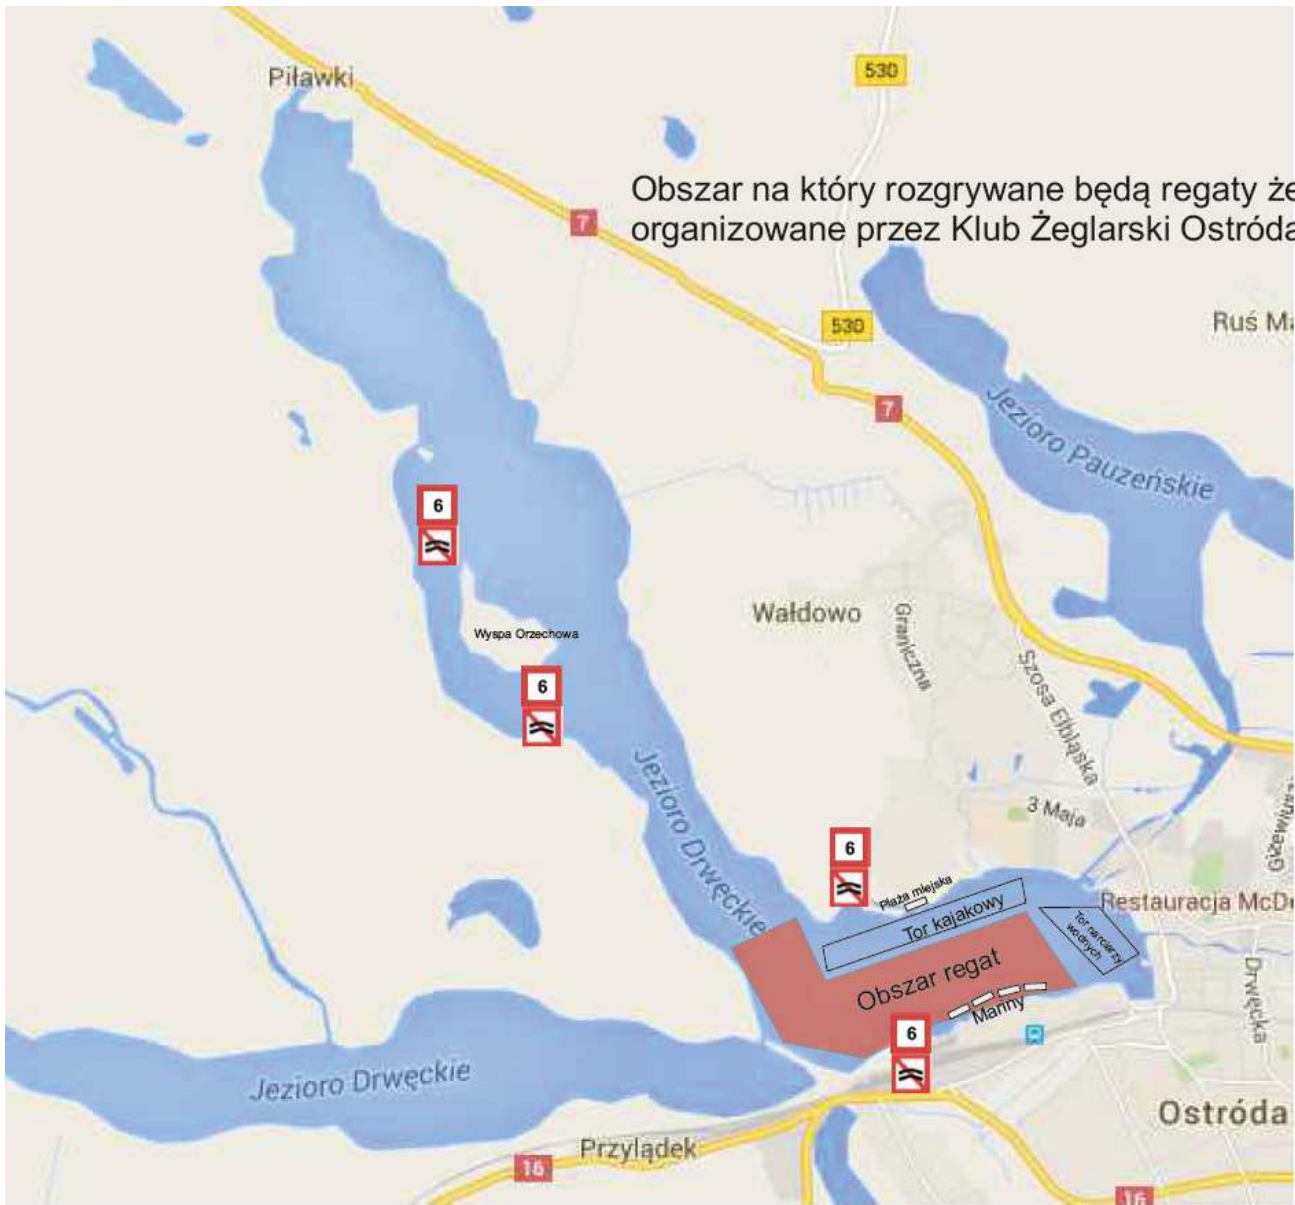 Piławki
530
Obszar na który rozgrywane będą regaty że
organizowane przez Klub Żeglarski Ostróda
7
530
Ruś Ma
7
Jezioro Pauzeńskie
6
Wałdowo
Graniczna
Wyspa Orzechowa
Szosa Elbląska
6
Jezioro Drwęckie
3 Maja
6
Plaża miejska
Tor kajakowy
Restauracja McDo
Tor narciarzy
wodnych
Obszar regat
Drwęcka
Mariny
6
Jezioro Drwęckie
Ostróda
Przylądek
16
16